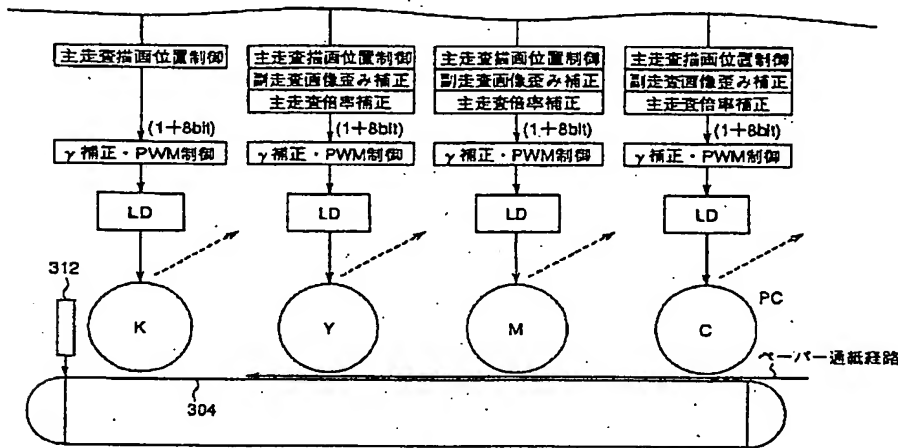 主走査描画位置制御
主走査描画位置制御
主走査描画位置制御
主走査描画位置制御
副走査画像歪み補正
副走査画像歪み補正
副走査画像歪み補正
主走査倍率補正
主走査倍率補正
主走査倍率補正
(1+8bit)
(1+8bit)
(1+8bit)
(1+8bit)
γ補正・PWM制御
γ補正・PWM制御
γ補正・PWM制御
γ補正・PWM制御
LD
LD
LD
LD
312
K
Y
M
C
PC
ペーパー通紙経路
304